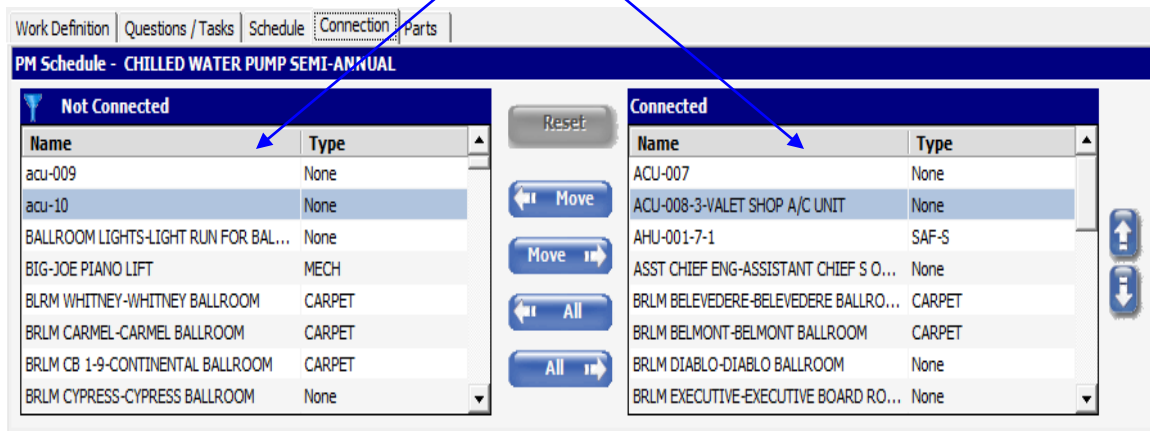 Work Definition Questions / Tasks Schedule Connection Parts
PM Schedule - CHILLED WATER PUMP SEMI-ANNUAL
Not Connected
Name Type
acu-009 None
acu-10 None
BALLROOM LIGHTS-LIGHT RUN FOR BAL... None
BIG-JOE PIANO LIFT MECH
BLRM WHITNEY-WHITNEY BALLROOM CARPET
BRLM CARMEL-CARMEL BALLROOM CARPET
BRLM CB 1-9-CONTINENTAL BALLROOM CARPET
BRLM CYPRESS-CYPRESS BALLROOM None
Reset
Move
Move
All
All
Connected
Name Type
ACU-007 None
ACU-008-3-VALET SHOP A/C UNIT None
AHU-001-7-1 SAF-S
ASST CHIEF ENG-ASSISTANT CHIEF S O... None
BRLM BELEVEDERE-BELEVEDERE BALLRO... CARPET
BRLM BELMONT-BELMONT BALLROOM CARPET
BRLM DIABLO-DIABLO BALLROOM None
BRLM EXECUTIVE-EXECUTIVE BOARD RO... None